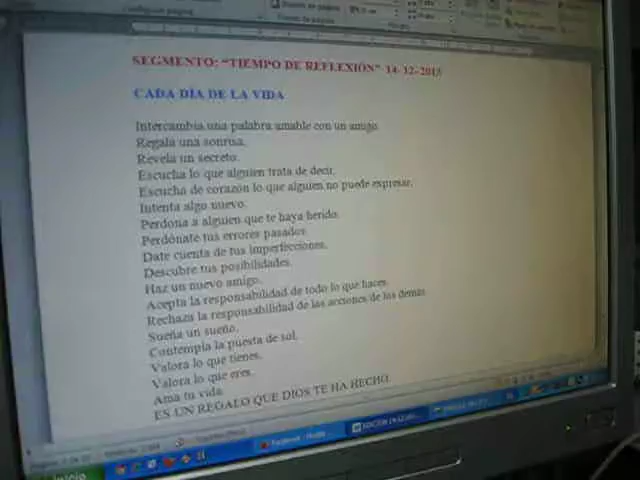 SEGMENTO: "TIEMPO DE REFLEXIÓN" 14-12-2013
CADA DÍA DE LA VIDA
Intercambia una palabra amable con un amigo.
Regala una sonrisa.
Revela un secreto.
Escucha lo que alguien trata de decir.
Escucha de corazón lo que alguien no puede expresar.
Intenta algo nuevo.
Perdona a alguien que te haya herido.
Perdónate tus errores pasados.
Date cuenta de tus imperfecciones.
Descubre tus posibilidades.
Haz un nuevo amigo.
Acepta la responsabilidad de todo lo que haces.
Rechaza la responsabilidad de las acciones de los demás.
Sueña un sueño.
Contempla la puesta de sol.
Valora lo que tienes.
Valora lo que eres.
Ama tu vida.
ES UN REGALO QUE DIOS TE HA HECHO.
Inicio